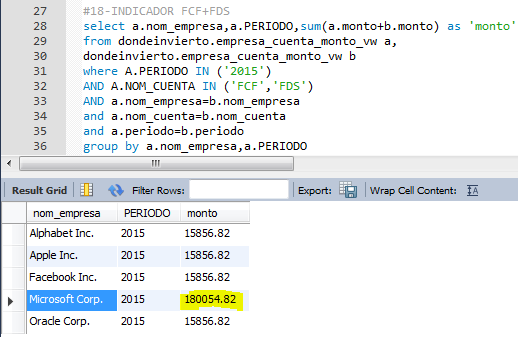 27 #18-INDICADOR FCF+FDS
28 select a.nom_empresa,a.PERIODO,sum(a.monto+b.monto) as 'monto'
29 from dondeinvierto.empresa_cuenta_monto_vw a,
30 dondeinvierto.empresa_cuenta_monto_vw b
31 where A.PERIODO IN ('2015')
32 AND A.NOM_CUENTA IN ('FCF','FDS')
33 AND a.nom_empresa=b.nom_empresa
34 and a.nom_cuenta=b.nom_cuenta
35 and a.periodo=b.periodo
36 group by a.nom_empresa,a.PERIODO
Result Grid Filter Rows: Export: Wrap Cell Content:
nom_empresa PERIODO monto
Alphabet Inc. 2015 15856.82
Apple Inc. 2015 15856.82
Facebook Inc. 2015 15856.82
Microsoft Corp. 2015 180054.82
Oracle Corp. 2015 15856.82